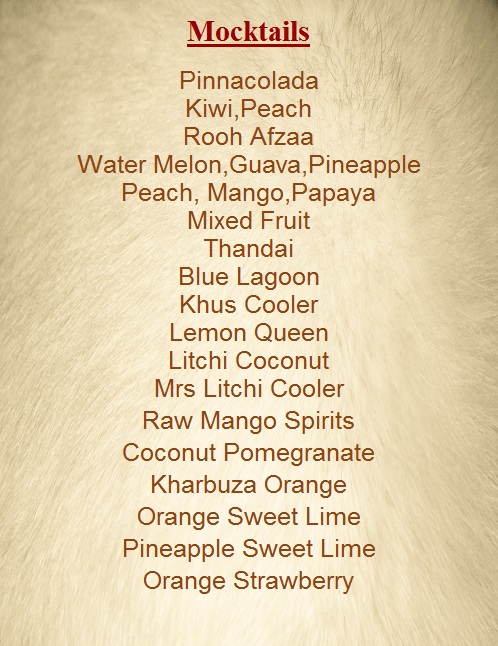 Mocktails
Pinnacolada
Kiwi,Peach
Rooh Afzaa
Water Melon,Guava,Pineapple
Peach, Mango,Papaya
Mixed Fruit
Thandai
Blue Lagoon
Khus Cooler
Lemon Queen
Litchi Coconut
Mrs Litchi Cooler
Raw Mango Spirits
Coconut Pomegranate
Kharbuza Orange
Orange Sweet Lime
Pineapple Sweet Lime
Orange Strawberry